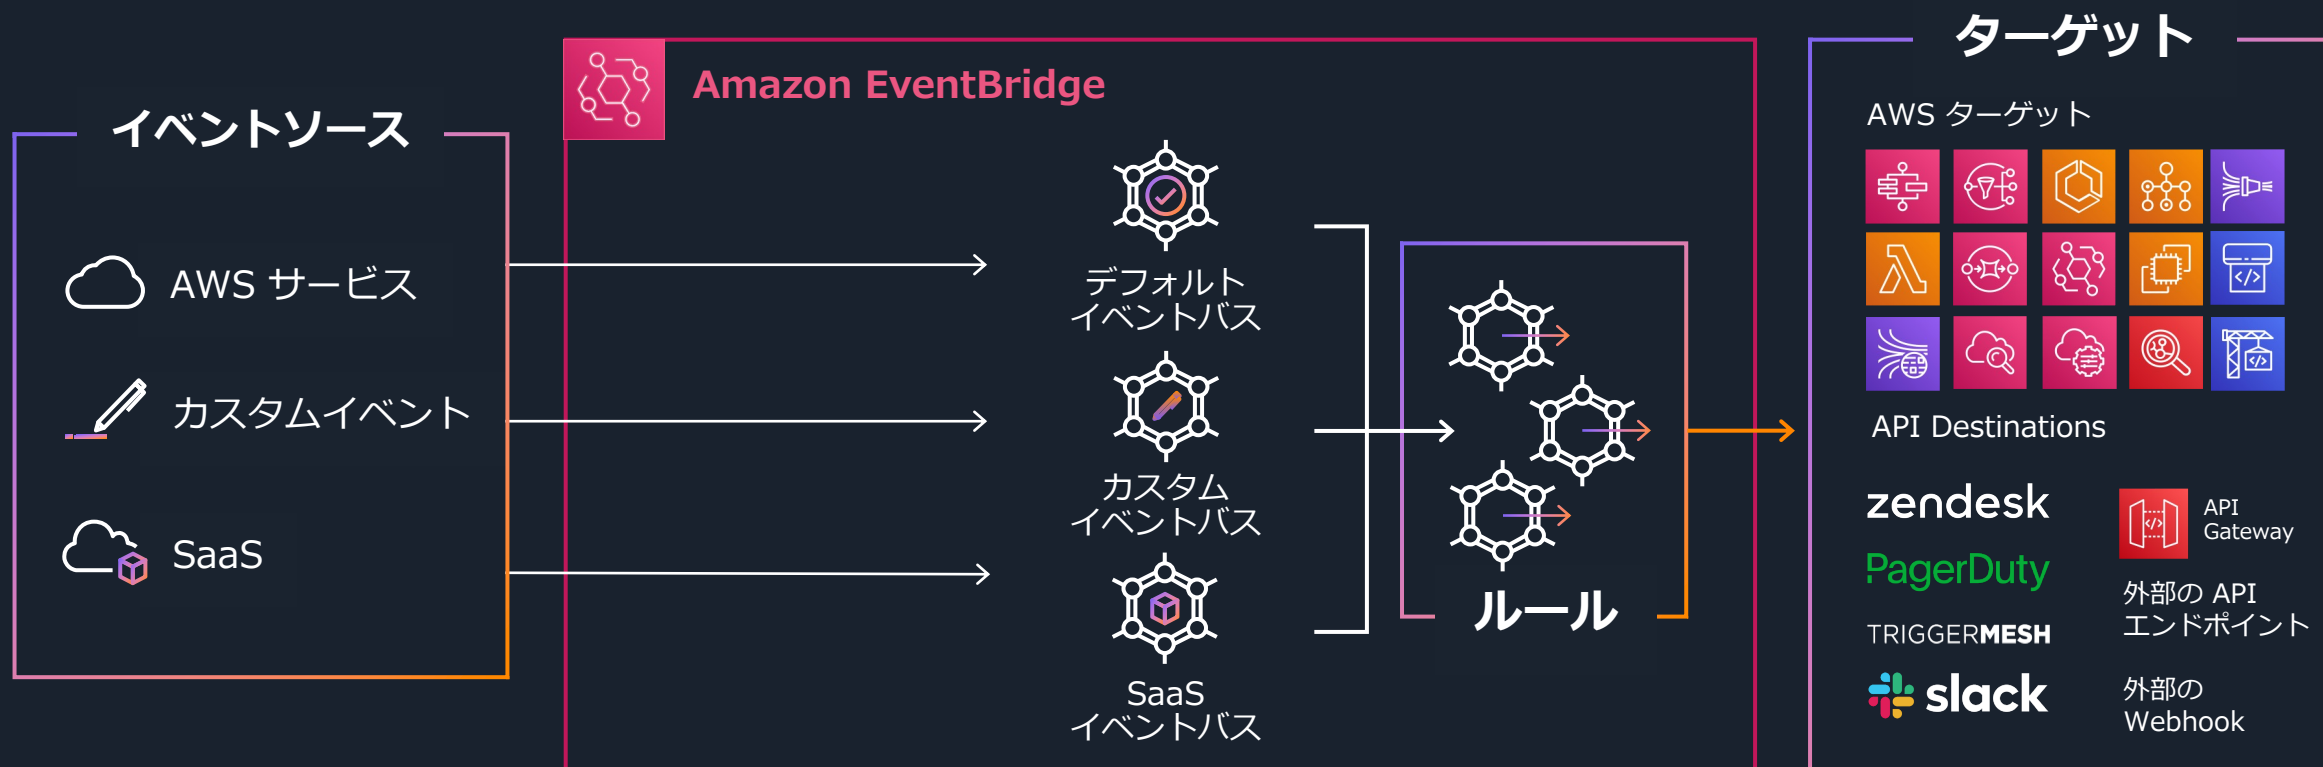 イベントソース
AWS サービス
カスタムイベント
SaaS
Amazon EventBridge
デフォルト
イベントバス
カスタム
イベントバス
SaaS
イベントバス
ルール
ターゲット
AWS ターゲット
API Destinations
zendesk
PagerDuty
TRIGGERMESH
slack
API
Gateway
外部の API
エンドポイント
外部の
Webhook